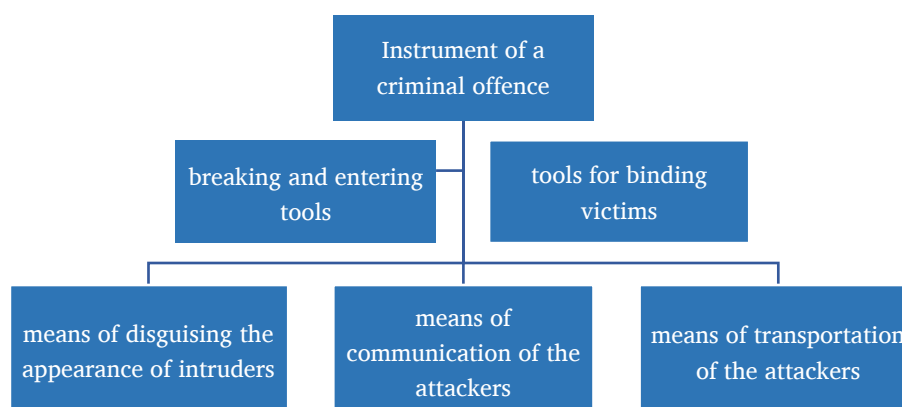 Instrument of a
criminal offence
breaking and entering
tools
tools for binding
victims
means of disguising the
appearance of intruders
means of
communication of the
attackers
means of transportation
of the attackers